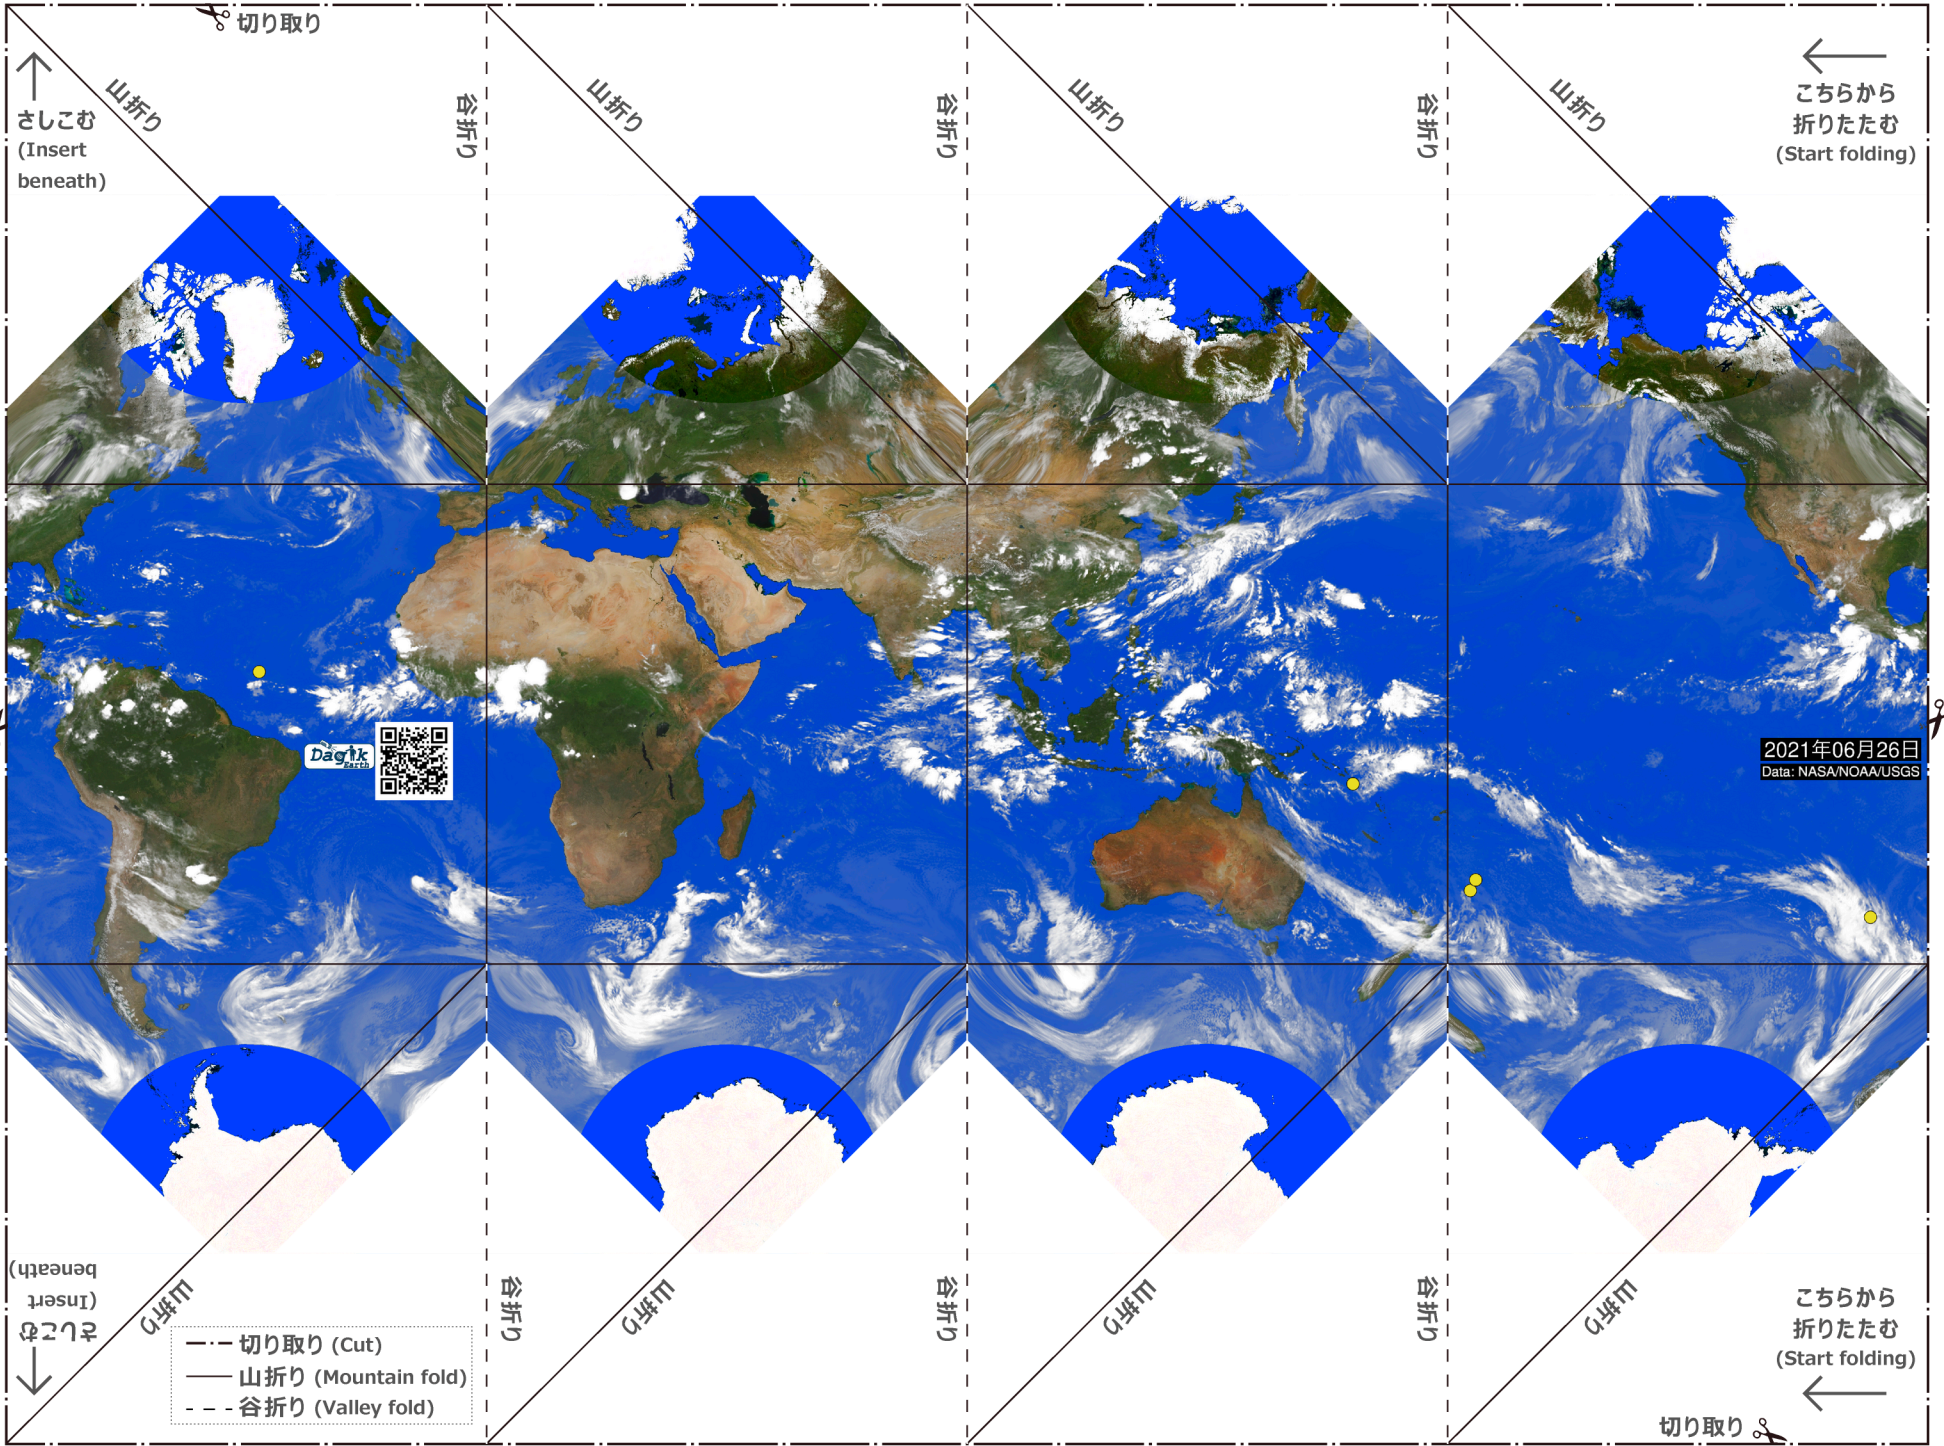 切り取り
山折り
山折り
山折り
山折り
谷折り
谷折り
谷折り
さしこむ
(Insert
beneath)
こちらから
折りたたむ
(Start folding)
Dagik
Earth
2021年06月26日
Data: NASA/NOAA/USGS
さしこむ
(Insert
beneath)
山折り
山折り
山折り
山折り
谷折り
谷折り
谷折り
こちらから
折りたたむ
(Start folding)
切り取り (Cut)
山折り (Mountain fold)
谷折り (Valley fold)
切り取り